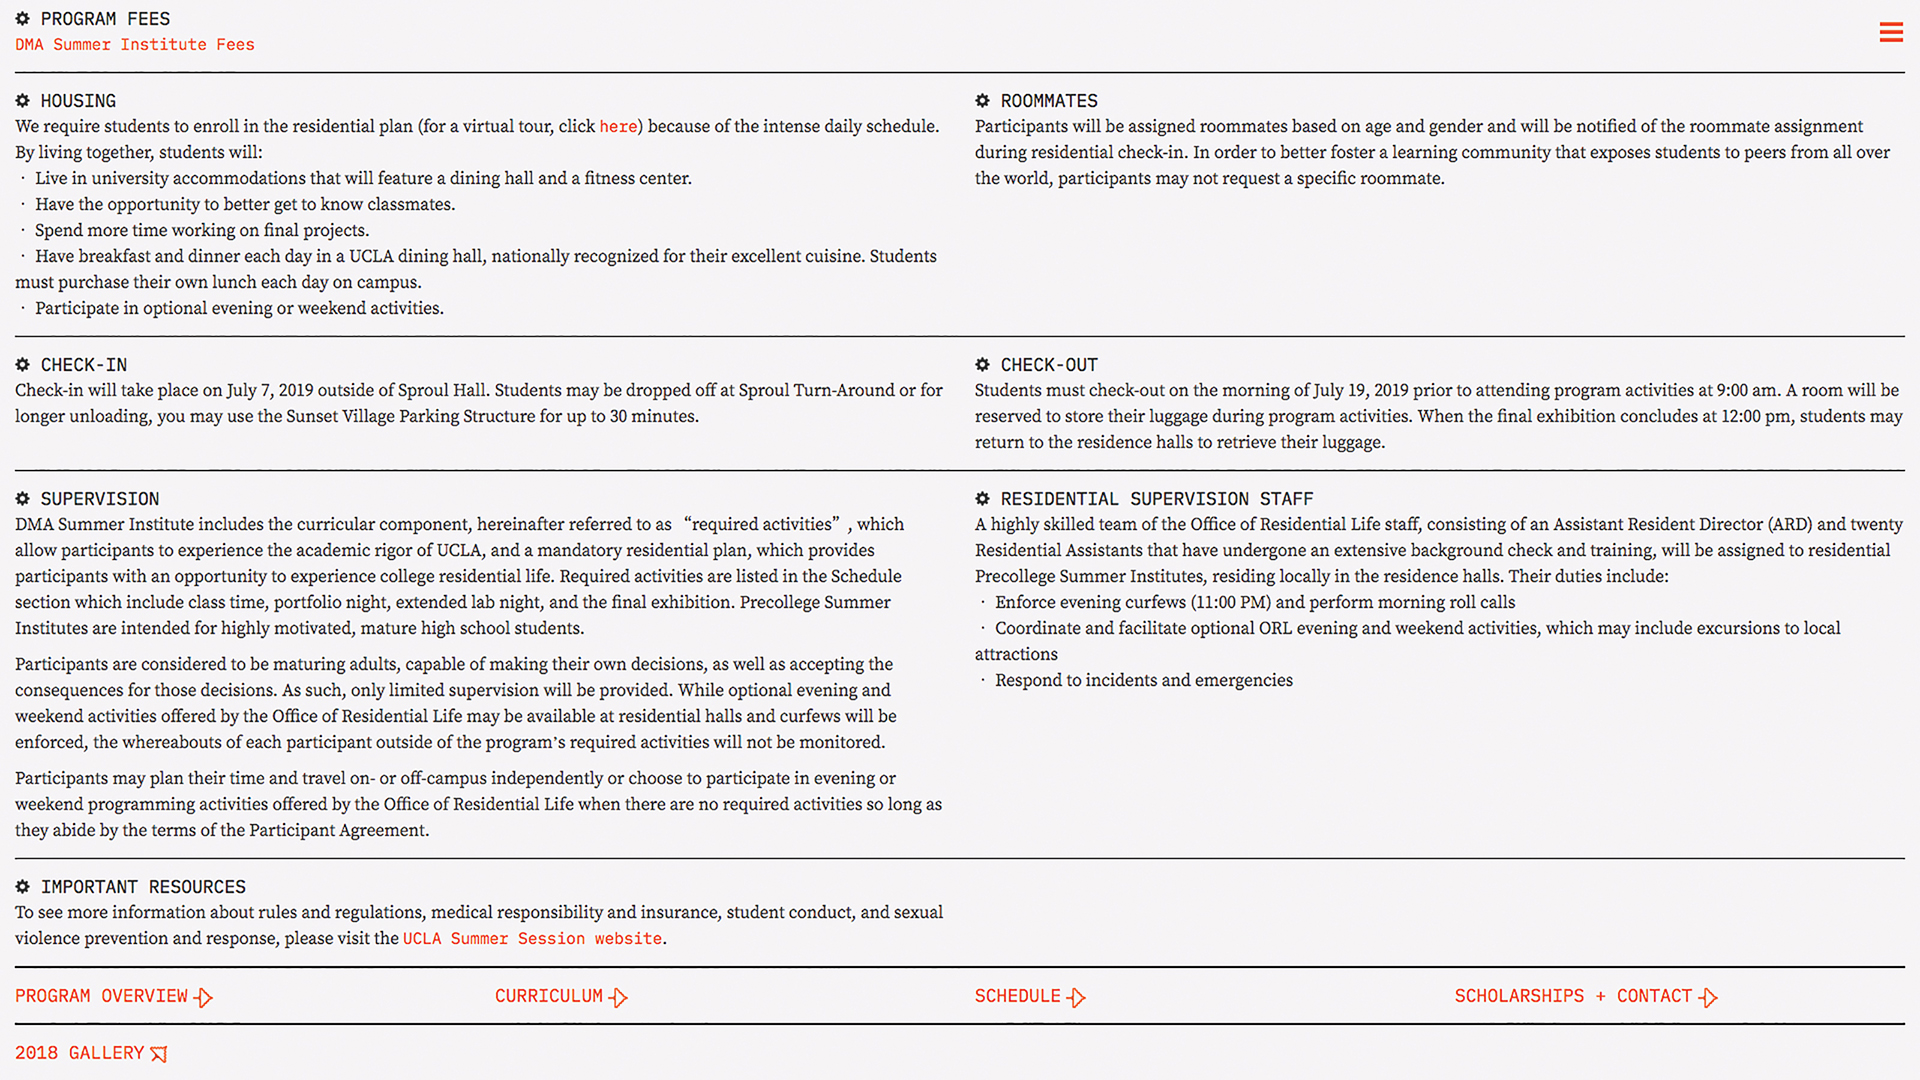 PROGRAM FEES
DMA Summer Institute Fees
HOUSING
We require students to enroll in the residential plan (for a virtual tour, click here) because of the intense daily schedule.
By living together, students will:
· Live in university accommodations that will feature a dining hall and a fitness center.
· Have the opportunity to better get to know classmates.
· Spend more time working on final projects.
· Have breakfast and dinner each day in a UCLA dining hall, nationally recognized for their excellent cuisine. Students
must purchase their own lunch each day on campus.
· Participate in optional evening or weekend activities.
ROOMMATES
Participants will be assigned roommates based on age and gender and will be notified of the roommate assignment
during residential check-in. In order to better foster a learning community that exposes students to peers from all over
the world, participants may not request a specific roommate.
CHECK-IN
Check-in will take place on July 7, 2019 outside of Sproul Hall. Students may be dropped off at Sproul Turn-Around or for
longer unloading, you may use the Sunset Village Parking Structure for up to 30 minutes.
CHECK-OUT
Students must check-out on the morning of July 19, 2019 prior to attending program activities at 9:00 am. A room will be
reserved to store their luggage during program activities. When the final exhibition concludes at 12:00 pm, students may
return to the residence halls to retrieve their luggage.
SUPERVISION
DMA Summer Institute includes the curricular component, hereinafter referred to as “required activities”, which
allow participants to experience the academic rigor of UCLA, and a mandatory residential plan, which provides
participants with an opportunity to experience college residential life. Required activities are listed in the Schedule
section which include class time, portfolio night, extended lab night, and the final exhibition. Precollege Summer
Institutes are intended for highly motivated, mature high school students.
Participants are considered to be maturing adults, capable of making their own decisions, as well as accepting the
consequences for those decisions. As such, only limited supervision will be provided. While optional evening and
weekend activities offered by the Office of Residential Life may be available at residential halls and curfews will be
enforced, the whereabouts of each participant outside of the program’s required activities will not be monitored.
Participants may plan their time and travel on- or off-campus independently or choose to participate in evening or
weekend programming activities offered by the Office of Residential Life when there are no required activities so long as
they abide by the terms of the Participant Agreement.
RESIDENTIAL SUPERVISION STAFF
A highly skilled team of the Office of Residential Life staff, consisting of an Assistant Resident Director (ARD) and twenty
Residential Assistants that have undergone an extensive background check and training, will be assigned to residential
Precollege Summer Institutes, residing locally in the residence halls. Their duties include:
· Enforce evening curfews (11:00 PM) and perform morning roll calls
· Coordinate and facilitate optional ORL evening and weekend activities, which may include excursions to local
attractions
· Respond to incidents and emergencies
IMPORTANT RESOURCES
To see more information about rules and regulations, medical responsibility and insurance, student conduct, and sexual
violence prevention and response, please visit the UCLA Summer Session website.
PROGRAM OVERVIEW
CURRICULUM
SCHEDULE
SCHOLARSHIPS + CONTACT
2018 GALLERY